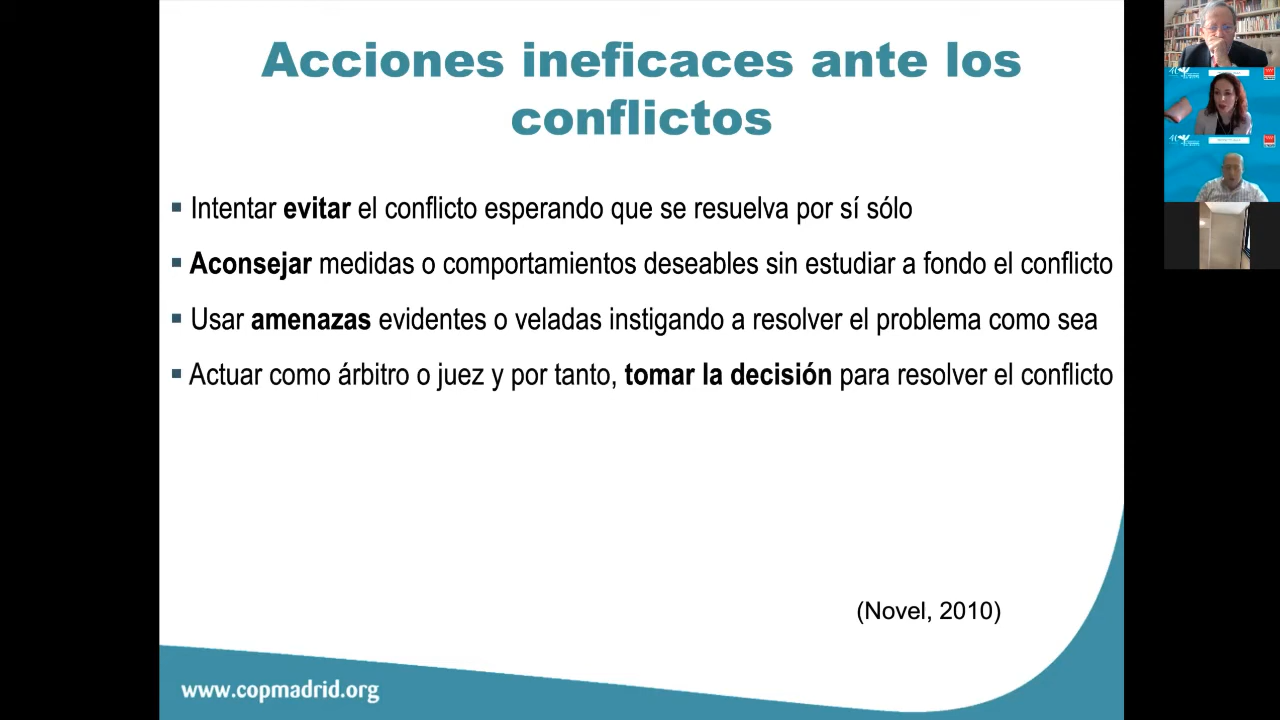 Acciones ineficaces ante los
conflictos
▪ Intentar evitar el conflicto esperando que se resuelva por sí sólo
▪ Aconsejar medidas o comportamientos deseables sin estudiar a fondo el conflicto
▪ Usar amenazas evidentes o veladas instigando a resolver el problema como sea
▪ Actuar como árbitro o juez y por tanto, tomar la decisión para resolver el conflicto
(Novel, 2010)
www.copmadrid.org